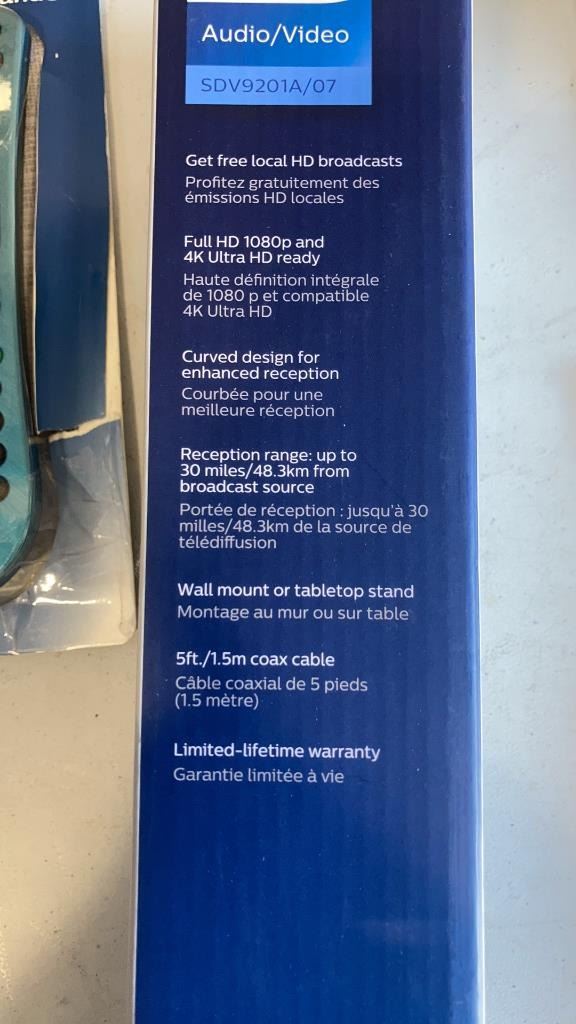 Audio/Video
SDV9201A/07
Get free local HD broadcasts
Profitez gratuitement des
émissions HD locales
Full HD 1080p and
4K Ultra HD ready
Haute définition intégrale
de 1080 p et compatible
4K Ultra HD
Curved design for
enhanced reception
Courbée pour une
meilleure réception
Reception range: up to
30 miles/48.3km from
broadcast source
Portée de réception : jusqu'à 30
milles/48.3km de la source de
télédiffusion
Wall mount or tabletop stand
Montage au mur ou sur table
5ft./1.5m coax cable
Câble coaxial de 5 pieds
(1.5 mètre)
Limited-lifetime warranty
Garantie limitée à vie